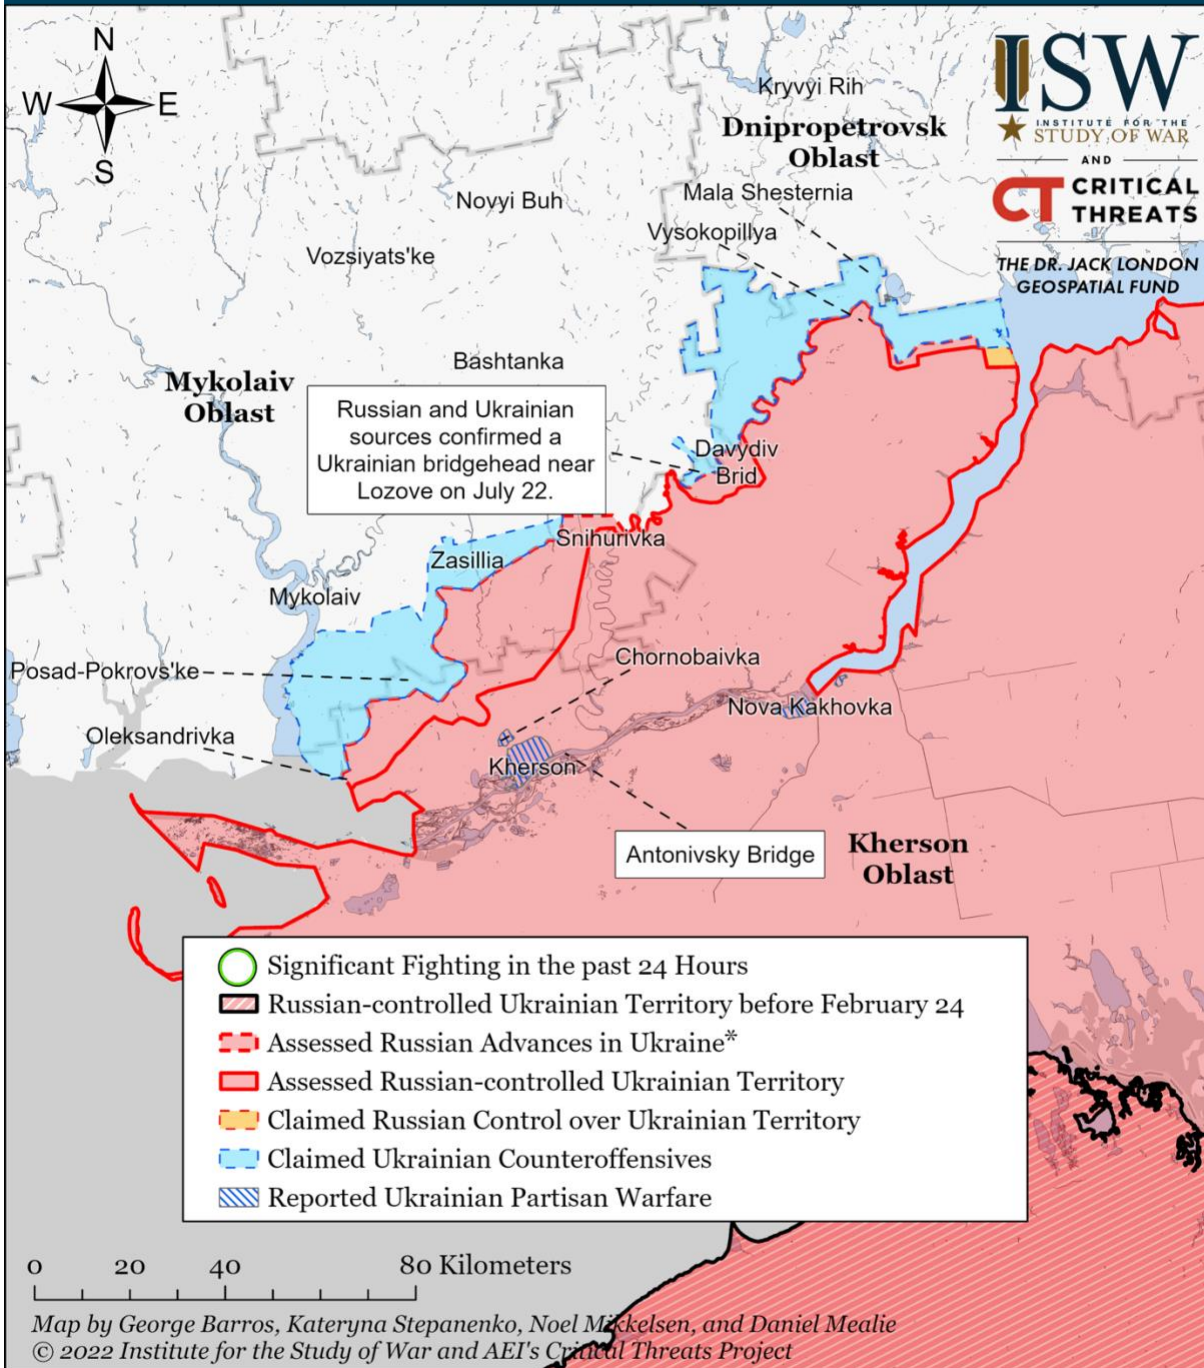 N
W
E
S
ISW
INSTITUTE FOR THE
STUDY OF WAR
AND
CT CRITICAL
THREATS
THE DR. JACK LONDON
GEOSPATIAL FUND
Kryvyi Rih
Dnipropetrovsk
Oblast
Mala Shesternia
Novyi Buh
Vysokopillya
Vozsiyats'ke
Bashtanka
Mykolaiv
Oblast
Russian and Ukrainian
sources confirmed a
Ukrainian bridgehead near
Lozove on July 22.
Davydiv
Brid
Snihurivka
Zasillia
Mykolaiv
Chornobaivka
Posad-Pokrovs'ke
Nova Kakhovka
Oleksandrivka
Kherson
Antonivsky Bridge
Kherson
Oblast
Significant Fighting in the past 24 Hours
Russian-controlled Ukrainian Territory before February 24
Assessed Russian Advances in Ukraine*
Assessed Russian-controlled Ukrainian Territory
Claimed Russian Control over Ukrainian Territory
Claimed Ukrainian Counteroffensives
Reported Ukrainian Partisan Warfare
0 20 40 80 Kilometers
Map by George Barros, Kateryna Stepanenko, Noel Mikkelsen, and Daniel Mealie
© 2022 Institute for the Study of War and AEI's Critical Threats Project